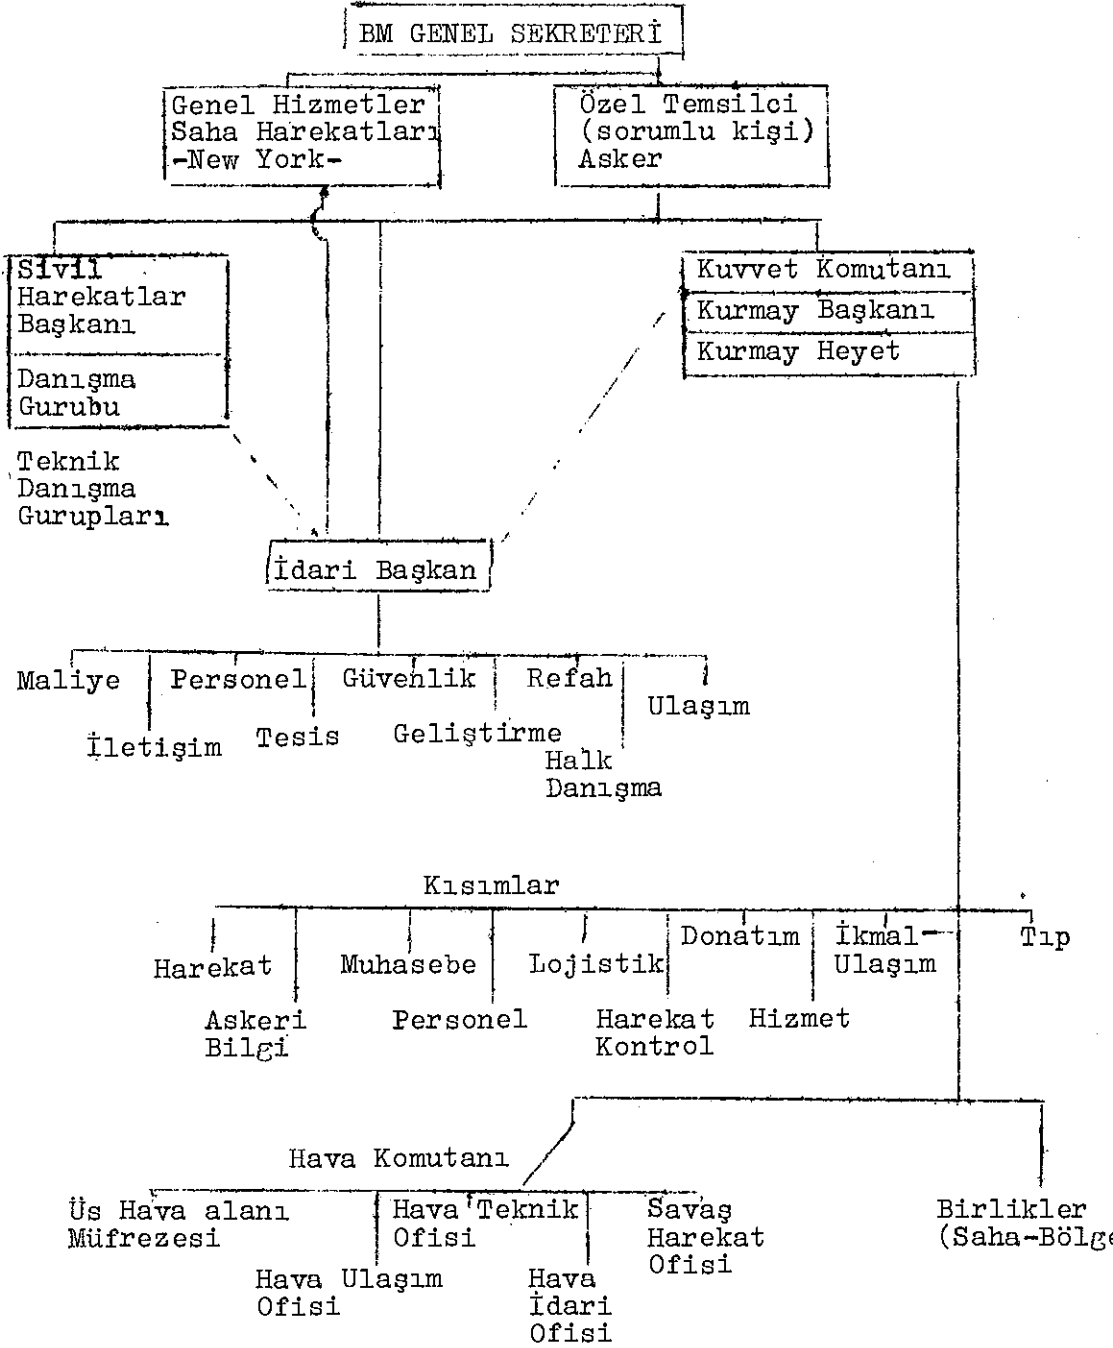 BM GENEL SEKRETERİ
Genel Hizmetler
Saha Harekatları
-New York-
Özel Temsilci
(sorumlu kişi)
Asker
Sivil
Harekatlar
Başkanı
Danışma
Gurubu
Teknik
Danışma
Gurupları
Kuvvet Komutanı
Kurmay Başkanı
Kurmay Heyet
İdari Başkan
Maliye
İletişim
Personel
Tesis
Güvenlik
Geliştirme
Refah
Halk
Danışma
Ulaşım
Kısımlar
Harekat
Askeri
Bilgi
Muhasebe
Personel
Lojistik
Harekat
Kontrol
Donatım
Hizmet
İkmal-
Ulaşım
Tıp
Hava Komutanı
Üs Hava alanı
Müfrezesi
Hava Ulaşım
Ofisi
Hava Teknik
Ofisi
Hava
İdari
Ofisi
Savaş
Harekat
Ofisi
Birlikler
(Saha-Bölge